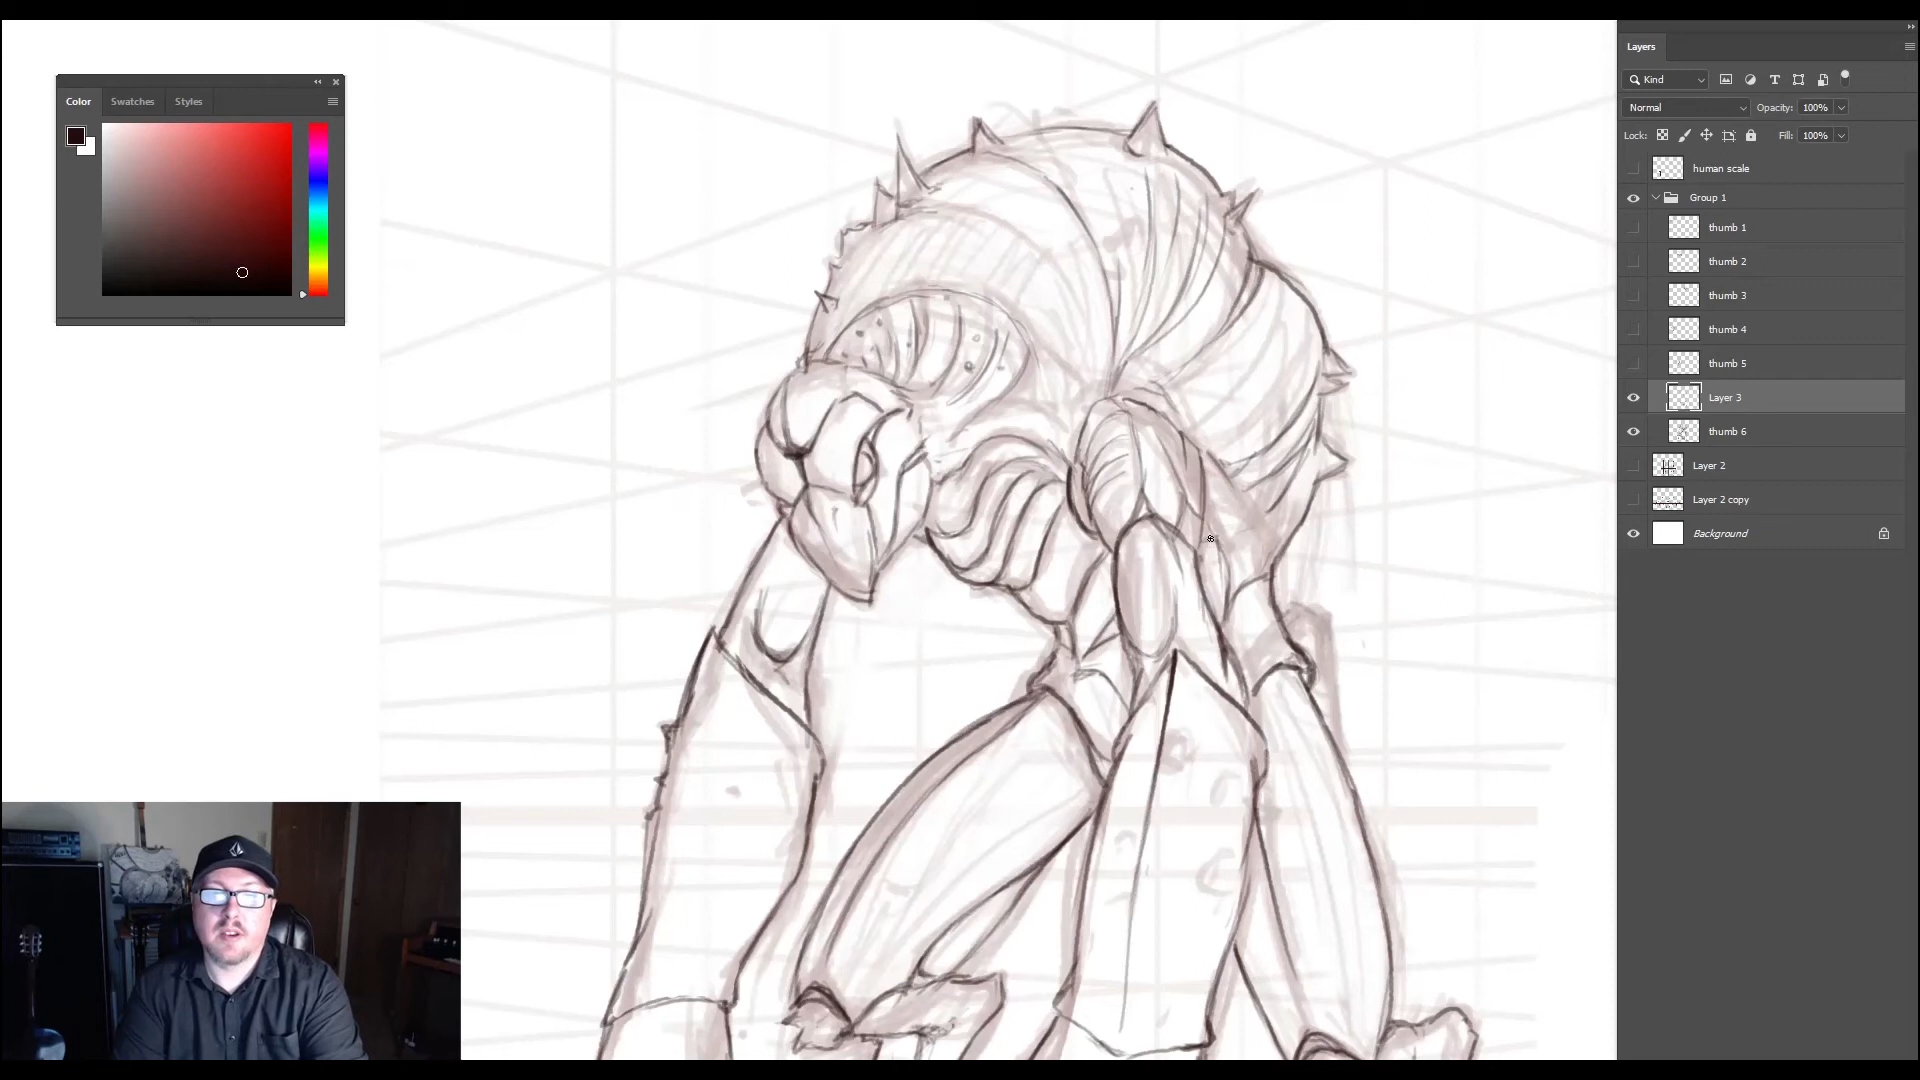 Color
Swatches
Styles
Layers
Kind
Normal
Opacity: 100%
Lock:
Fill: 100%
human scale
Group 1
thumb 1
thumb 2
thumb 3
thumb 4
thumb 5
Layer 3
thumb 6
Layer 2
Layer 2 copy
Background